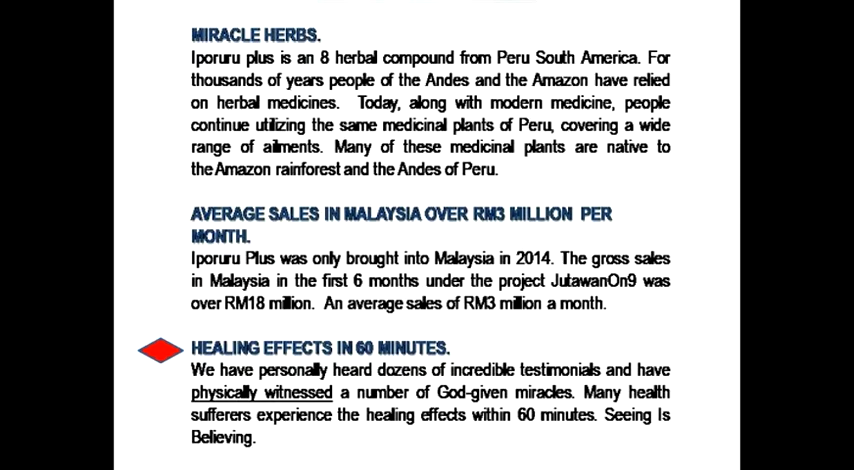 MIRACLE HERBS.
Iporuru plus is an 8 herbal compound from Peru South America. For
thousands of years people of the Andes and the Amazon have relied
on herbal medicines. Today, along with modern medicine, people
continue utilizing the same medicinal plants of Peru, covering a wide
range of ailments. Many of these medicinal plants are native to
the Amazon rainforest and the Andes of Peru.
AVERAGE SALES IN MALAYSIA OVER RM3 MILLION PER
MONTH.
Iporuru Plus was only brought into Malaysia in 2014. The gross sales
in Malaysia in the first 6 months under the project JutawanOn9 was
over RM18 million. An average sales of RM3 million a month.
HEALING EFFECTS IN 60 MINUTES.
We have personally heard dozens of incredible testimonials and have
physically witnessed a number of God-given miracles. Many health
sufferers experience the healing effects within 60 minutes. Seeing Is
Believing.